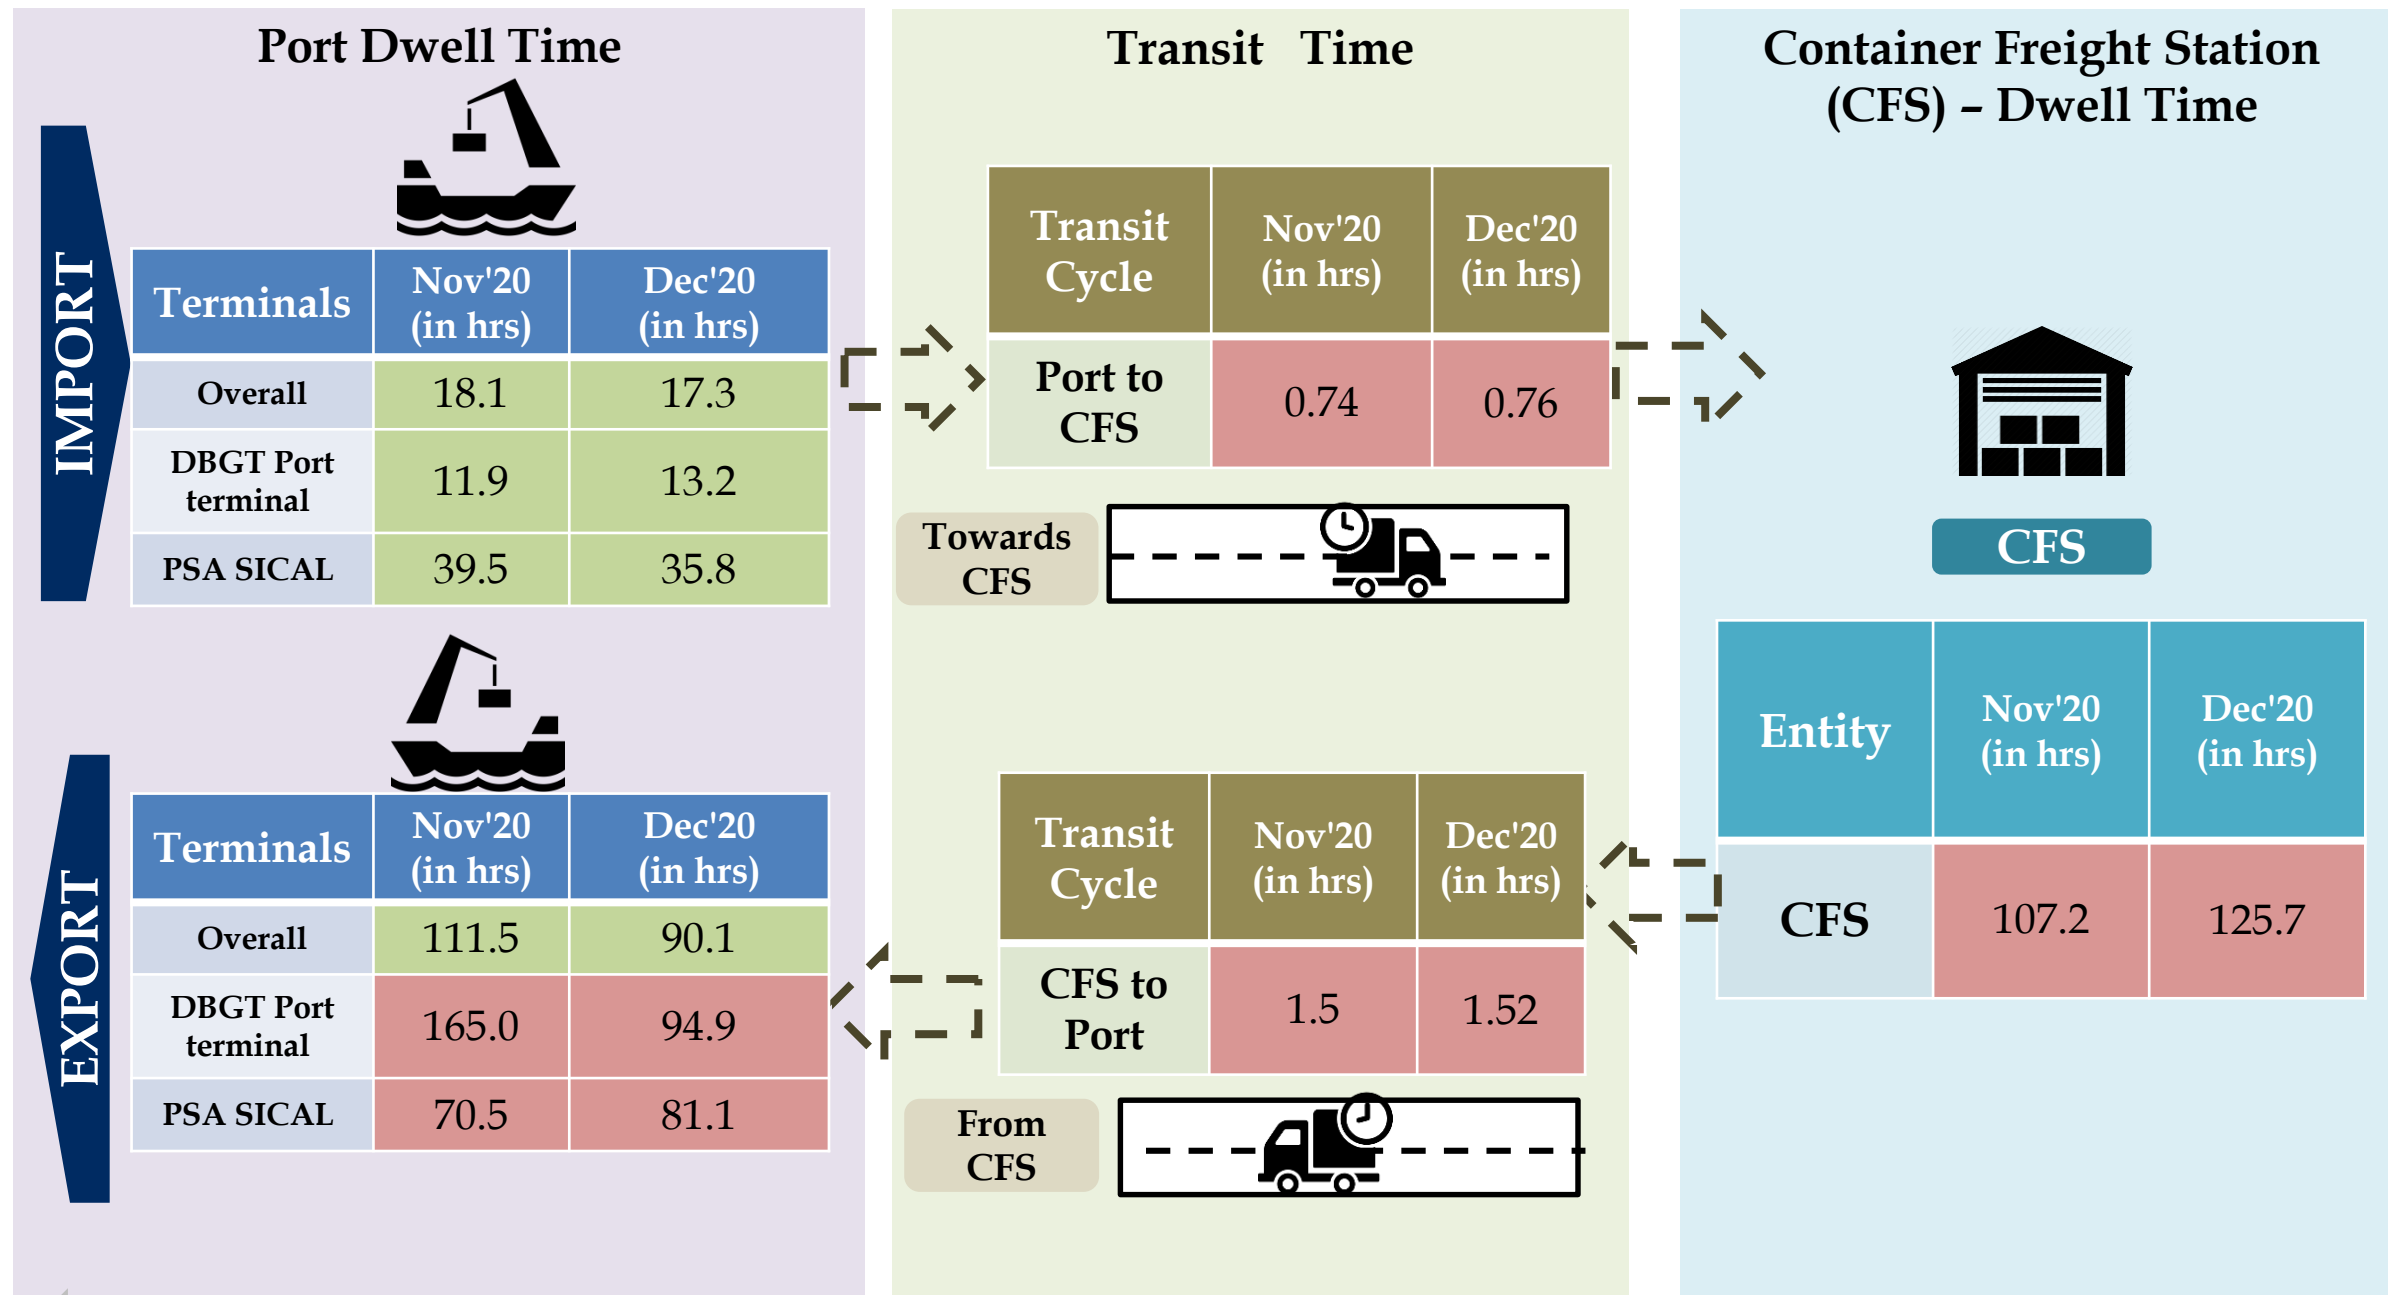 Port Dwell Time
IMPORT
Terminals Nov'20 (in hrs) Dec'20 (in hrs)
Overall 18.1 17.3
DBGT Port terminal 11.9 13.2
PSA SICAL 39.5 35.8
EXPORT
Terminals Nov'20 (in hrs) Dec'20 (in hrs)
Overall 111.5 90.1
DBGT Port terminal 165.0 94.9
PSA SICAL 70.5 81.1
Transit Time
Transit Cycle Nov'20 (in hrs) Dec'20 (in hrs)
Port to CFS 0.74 0.76
Towards
CFS
Transit Cycle Nov'20 (in hrs) Dec'20 (in hrs)
CFS to Port 1.5 1.52
From
CFS
Container Freight Station
(CFS) – Dwell Time
CFS
Entity Nov'20 (in hrs) Dec'20 (in hrs)
CFS 107.2 125.7